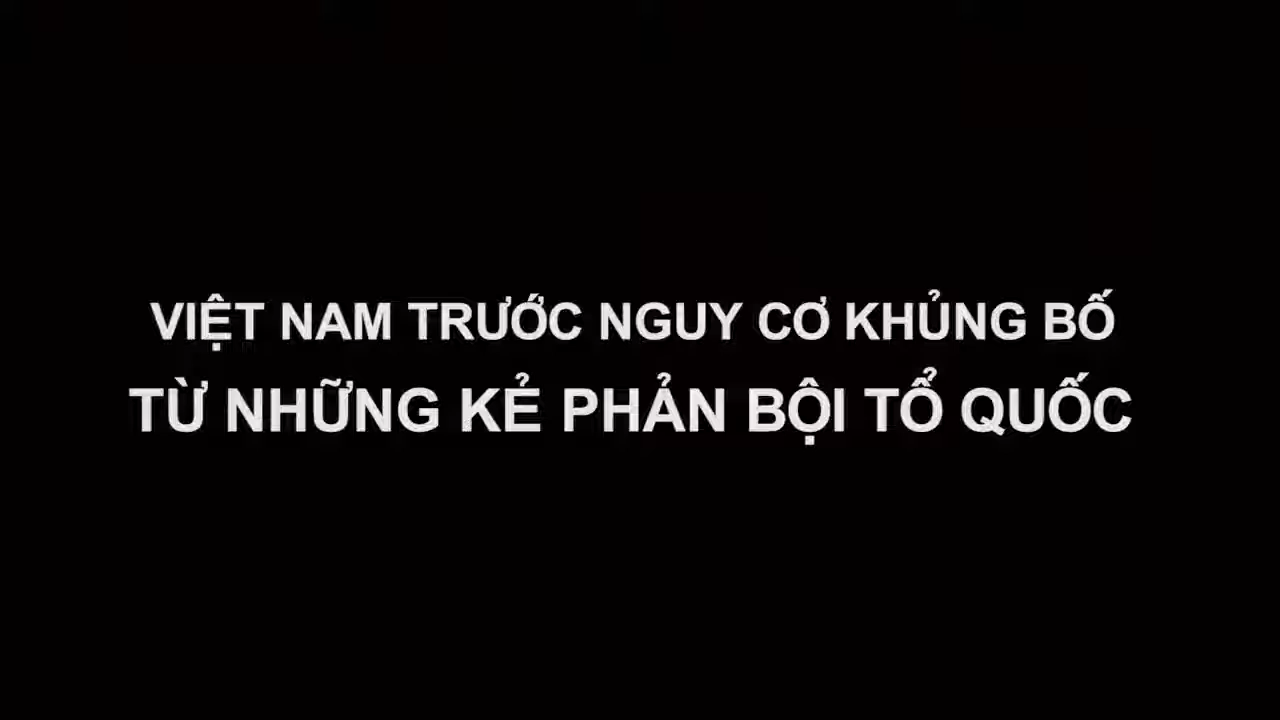 VIỆT NAM TRƯỚC NGUY CƠ KHỦNG BỐ
TỪ NHỮNG KẺ PHẢN BỘI TỔ QUỐC